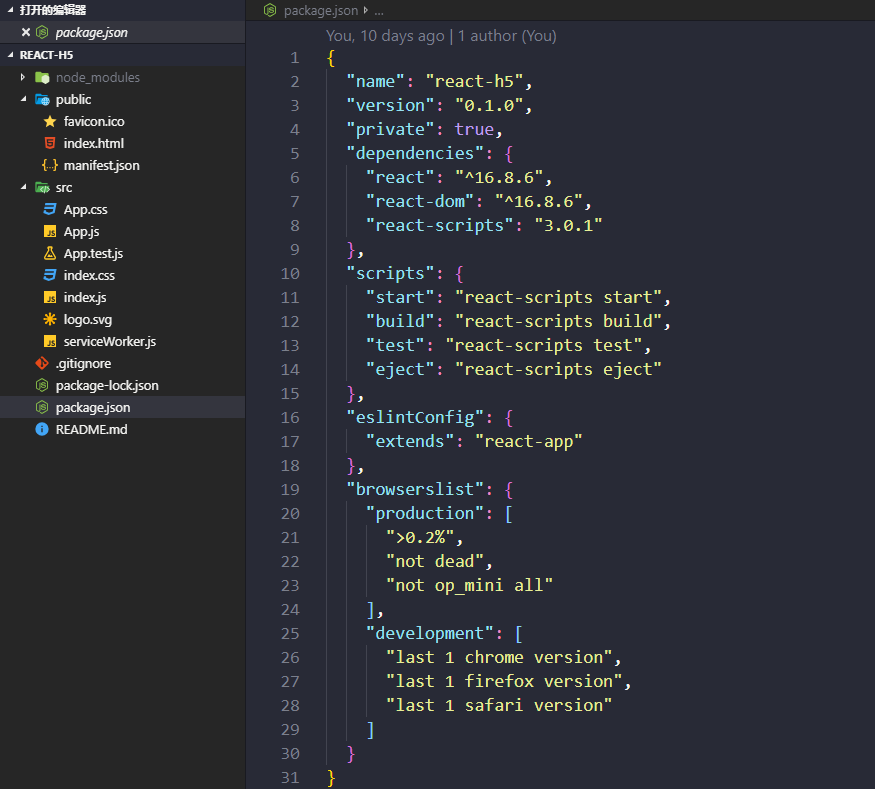 打开的编辑器
package.json
REACT-H5
node_modules
public
favicon.ico
index.html
manifest.json
src
App.css
App.js
App.test.js
index.css
index.js
logo.svg
serviceWorker.js
.gitignore
package-lock.json
package.json
README.md
package.json ...
You, 10 days ago | 1 author (You)
1 {
2 "name": "react-h5",
3 "version": "0.1.0",
4 "private": true,
5 "dependencies": {
6 "react": "^16.8.6",
7 "react-dom": "^16.8.6",
8 "react-scripts": "3.0.1"
9 },
10 "scripts": {
11 "start": "react-scripts start",
12 "build": "react-scripts build",
13 "test": "react-scripts test",
14 "eject": "react-scripts eject"
15 },
16 "eslintConfig": {
17 "extends": "react-app"
18 },
19 "browserslist": {
20 "production": [
21 ">0.2%",
22 "not dead",
23 "not op_mini all"
24 ],
25 "development": [
26 "last 1 chrome version",
27 "last 1 firefox version",
28 "last 1 safari version"
29 ]
30 }
31 }